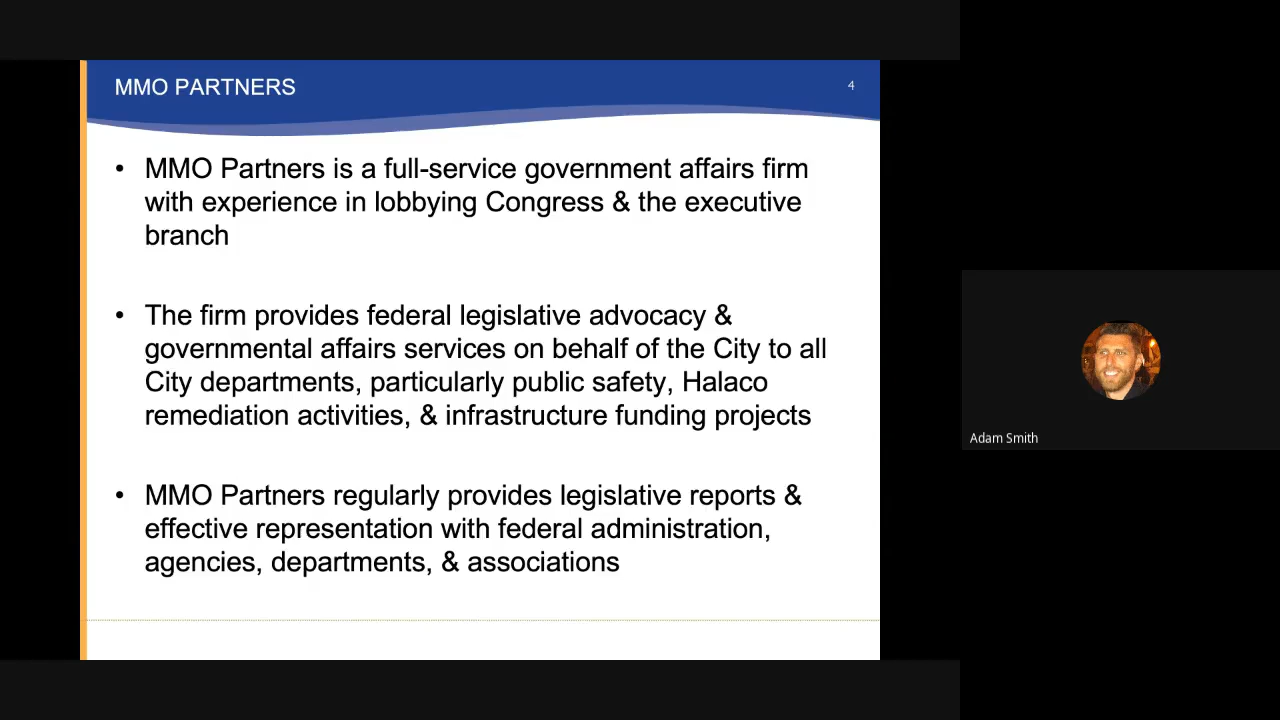 MMO PARTNERS
4
• MMO Partners is a full-service government affairs firm
with experience in lobbying Congress & the executive
branch
• The firm provides federal legislative advocacy &
governmental affairs services on behalf of the City to all
City departments, particularly public safety, Halaco
remediation activities, & infrastructure funding projects
• MMO Partners regularly provides legislative reports &
effective representation with federal administration,
agencies, departments, & associations
Adam Smith